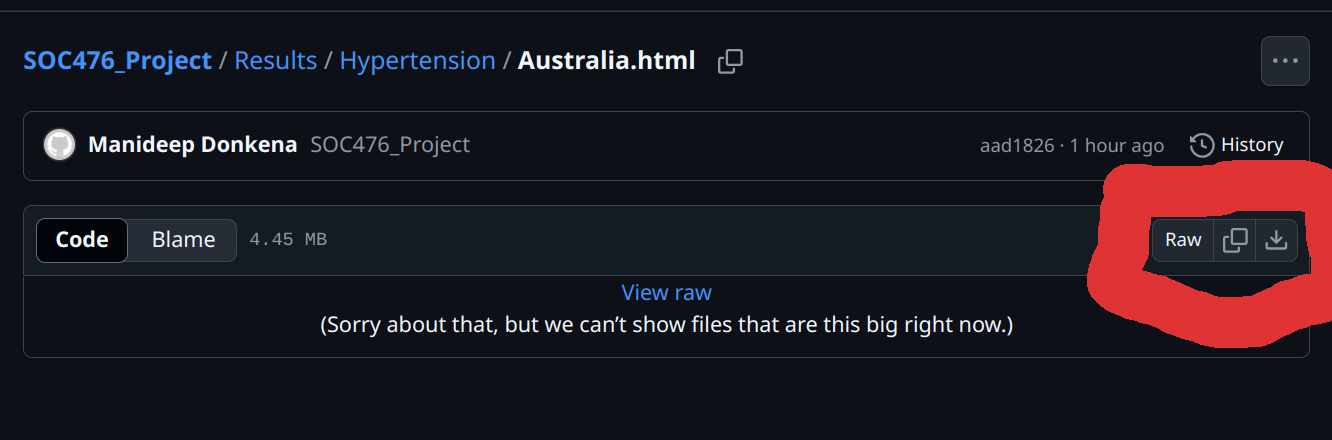 SOC476_Project / Results / Hypertension / Australia.html
Manideep Donkena SOC476_Project aad1826 · 1 hour ago History
Code Blame 4.45 MB Raw
View raw
(Sorry about that, but we can’t show files that are this big right now.)